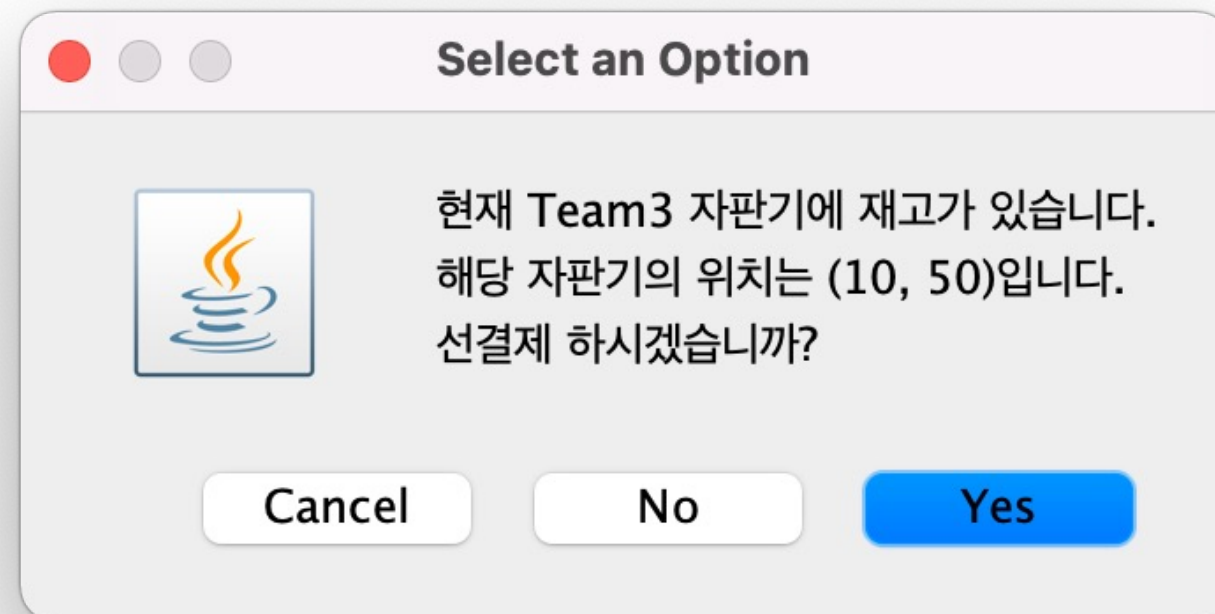 Select an Option
현재 Team3 자판기에 재고가 있습니다.
해당 자판기의 위치는 (10, 50)입니다.
선결제 하시겠습니까?
Cancel No Yes